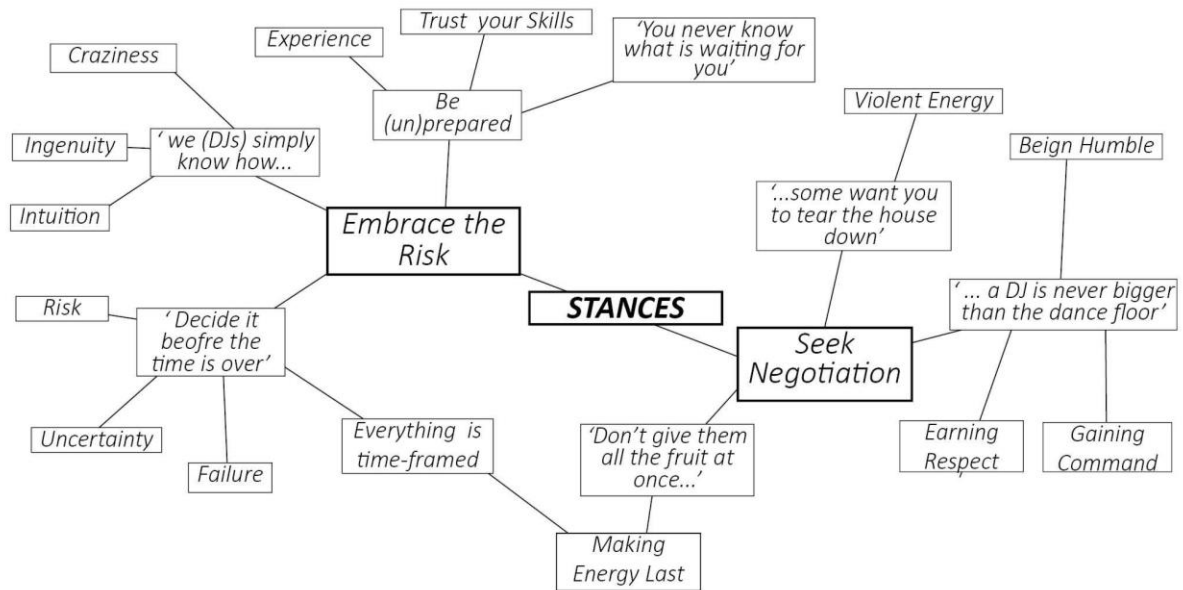 Trust your Skills
Experience
‘You never know
what is waiting for
you’
Craziness
Be
(un)prepared
Violent Energy
Ingenuity
‘ we (DJs) simply
know how...
Beign Humble
Intuition
Embrace the
Risk
‘...some want you
to tear the house
down’
STANCES
Risk
‘ Decide it
beofre the
time is over’
‘ ... a DJ is never bigger
than the dance floor’
Seek
Negotiation
Uncertainty
Failure
Everything is
time-framed
‘Don’t give them
all the fruit at
once...’
Earning
Respect
‘
Gaining
Command
Making
Energy Last